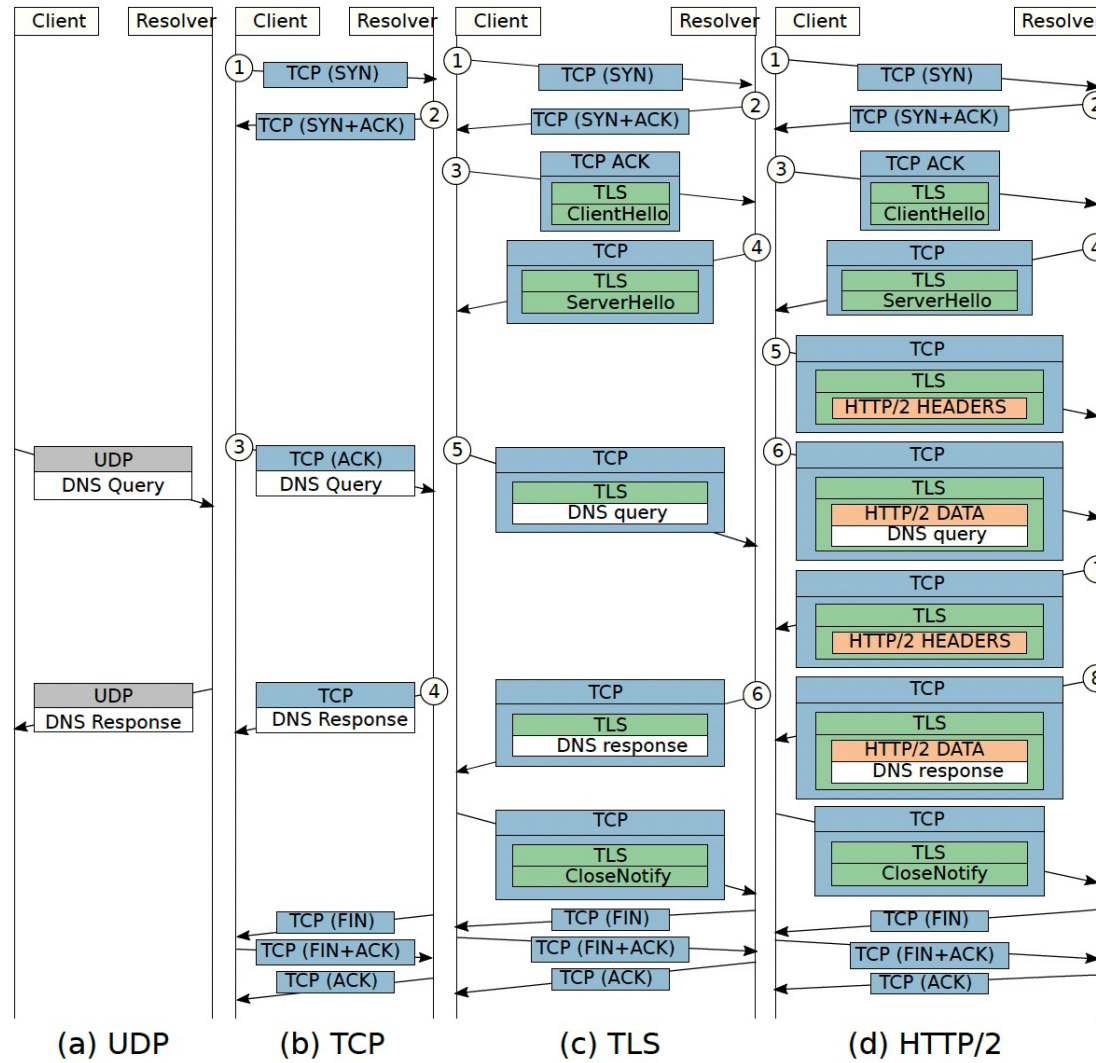 Client
Resolver
1
TCP (SYN)
TCP (SYN+ACK)
2
3
TCP (ACK)
DNS Query
UDP
DNS Query
UDP
DNS Response
TCP
DNS Response
4
TCP (FIN)
TCP (FIN+ACK)
TCP (ACK)
(a) UDP
(b) TCP
Client
Resolver
Client
Resolver
1
TCP (SYN)
2
TCP (SYN+ACK)
3
TCP ACK
TLS
ClientHello
4
TCP
TLS
ServerHello
5
TCP
TLS
DNS query
6
TCP
TLS
DNS response
TCP
TLS
CloseNotify
TCP (FIN)
TCP (FIN+ACK)
TCP (ACK)
(c) TLS
Client
Resolver
1
TCP (SYN)
2
TCP (SYN+ACK)
3
TCP ACK
TLS
ClientHello
4
TCP
TLS
ServerHello
5
TCP
TLS
HTTP/2 HEADERS
6
TCP
TLS
HTTP/2 DATA
DNS query
7
TCP
TLS
HTTP/2 HEADERS
8
TCP
TLS
HTTP/2 DATA
DNS response
TCP
TLS
CloseNotify
TCP (FIN)
TCP (FIN+ACK)
TCP (ACK)
(d) HTTP/2